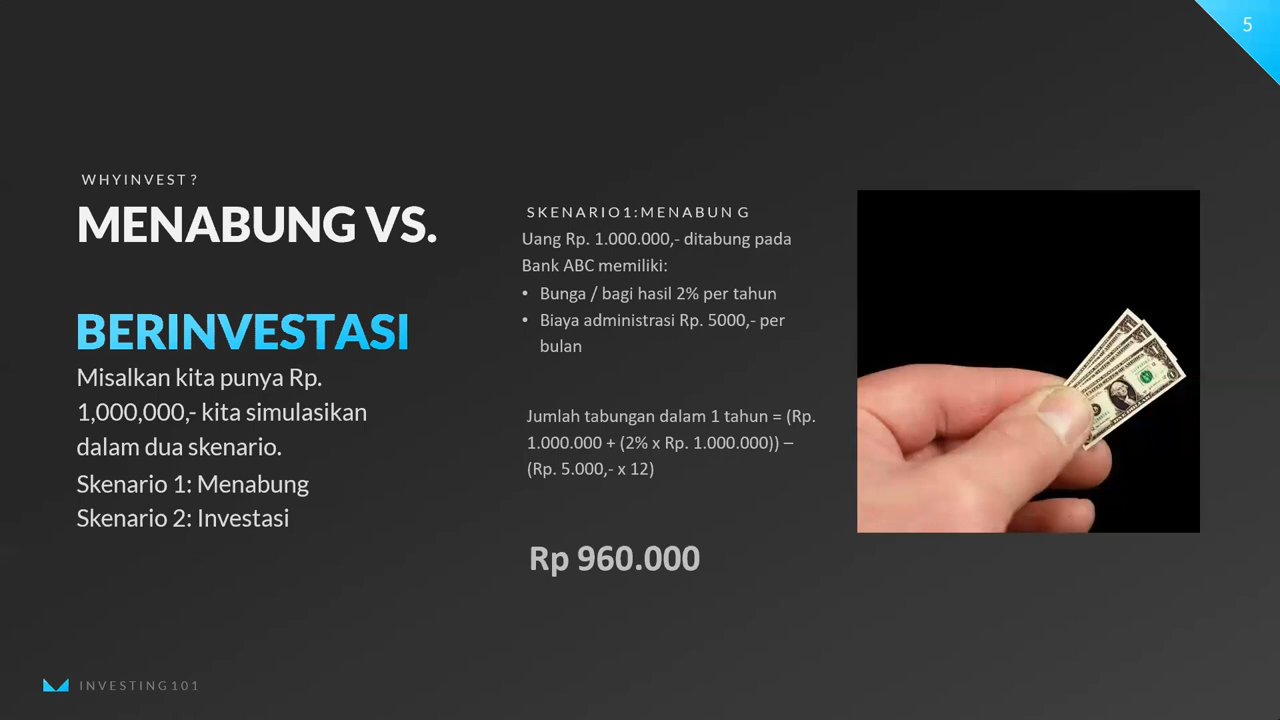 5
WHYINVEST?
MENABUNG VS.
BERINVESTASI
Misalkan kita punya Rp.
1,000,000,- kita simulasikan
dalam dua skenario.
Skenario 1: Menabung
Skenario 2: Investasi
SKENARIO1:MENABUN G
Uang Rp. 1.000.000,- ditabung pada
Bank ABC memiliki:
• Bunga / bagi hasil 2% per tahun
• Biaya administrasi Rp. 5000,- per
bulan
Jumlah tabungan dalam 1 tahun = (Rp.
1.000.000 + (2% x Rp. 1.000.000)) –
(Rp. 5.000,- x 12)
Rp 960.000
INVESTING101